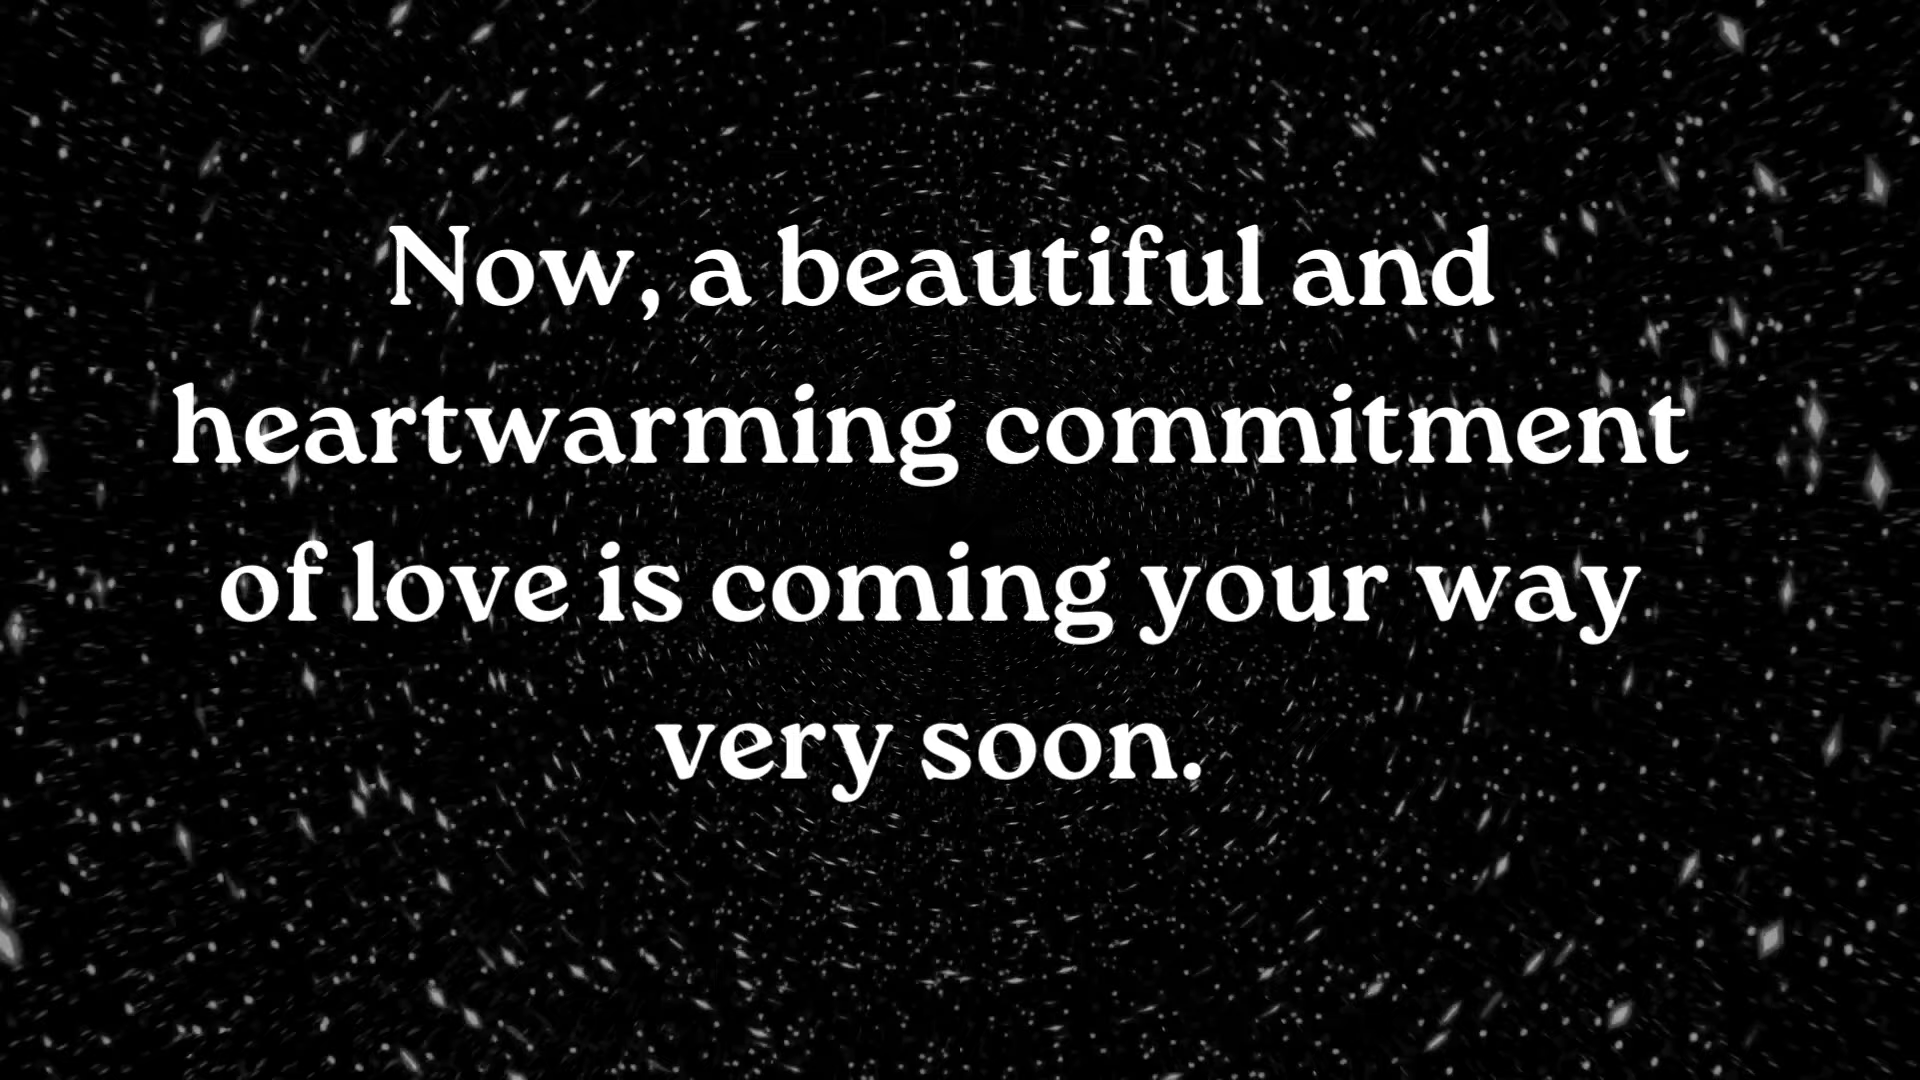 Now, a beautiful and
heartwarming commitment
of love is coming your way
very soon.